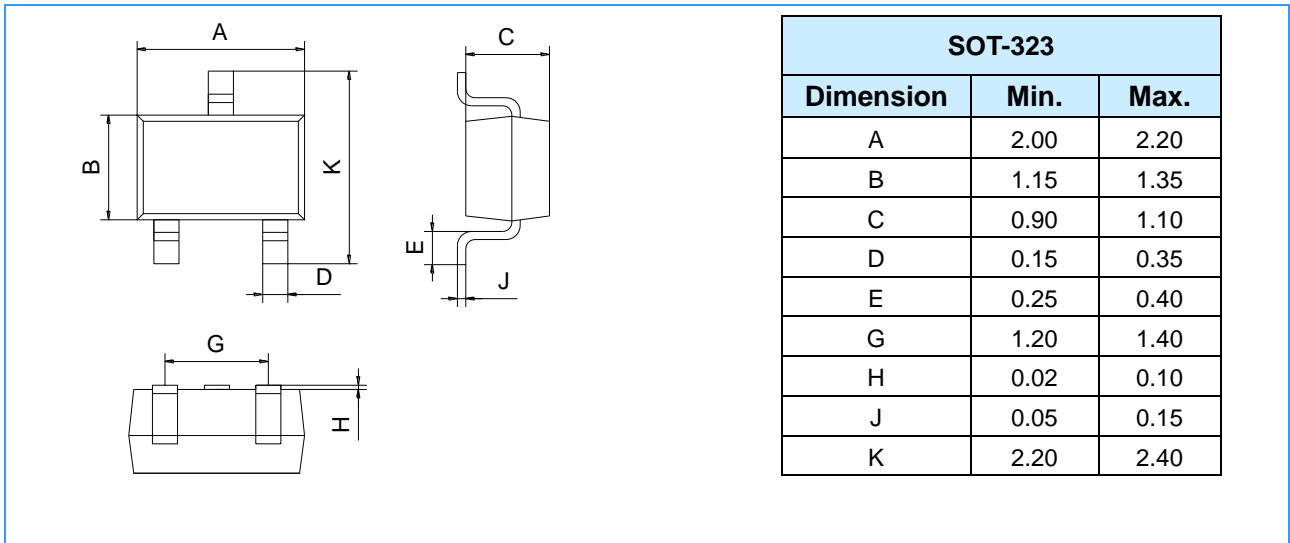 A
C
B
K
E
D
J
G
H
SOT-323
Dimension Min. Max.
A 2.00 2.20
B 1.15 1.35
C 0.90 1.10
D 0.15 0.35
E 0.25 0.40
G 1.20 1.40
H 0.02 0.10
J 0.05 0.15
K 2.20 2.40